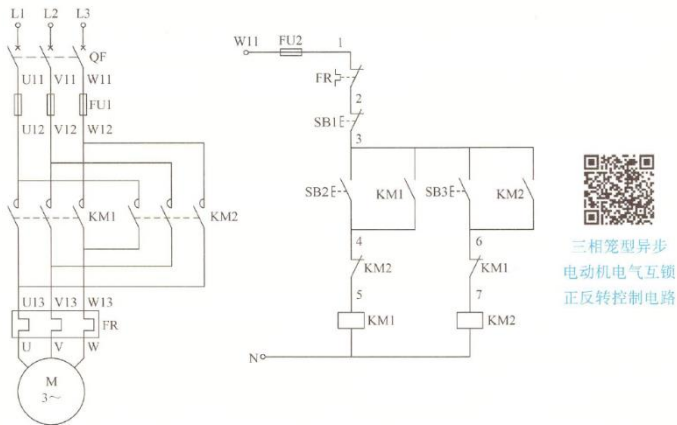 L1 L2 L3
QF
U11 V11 W11
FU1
U12 V12 W12
KM1 KM2
U13 V13 W13
FR
U V W
M
3～
W11 FU2 1
FR
2
SB1
3
SB2 KM1 SB3 KM2
4 6
KM2 KM1
5 7
KM1 KM2
N
三相笼型异步
电动机电气互锁
正反转控制电路